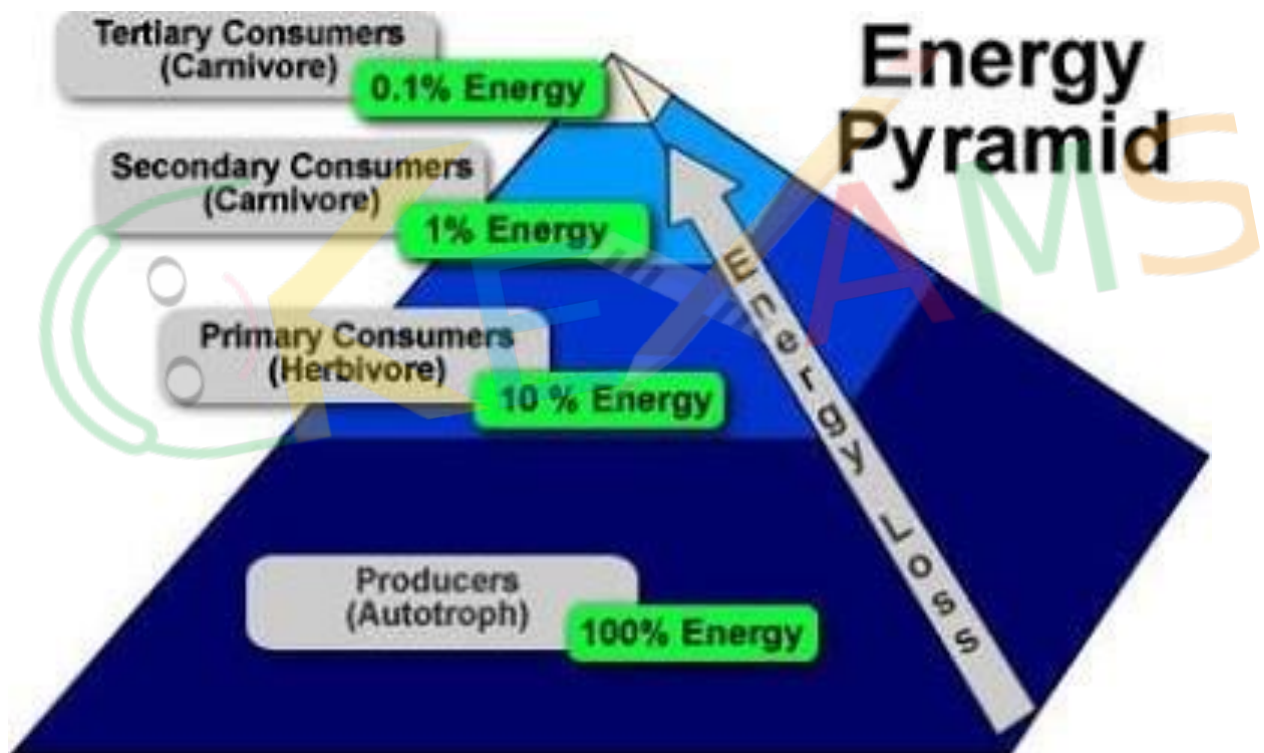 Tertiary Consumers
(Carnivore)
0.1% Energy
Energy
Pyramid
Secondary Consumers
(Carnivore)
1% Energy
Primary Consumers
(Herbivore)
10 % Energy
Energy Loss
Producers
(Autotroph)
100% Energy
EXAMS